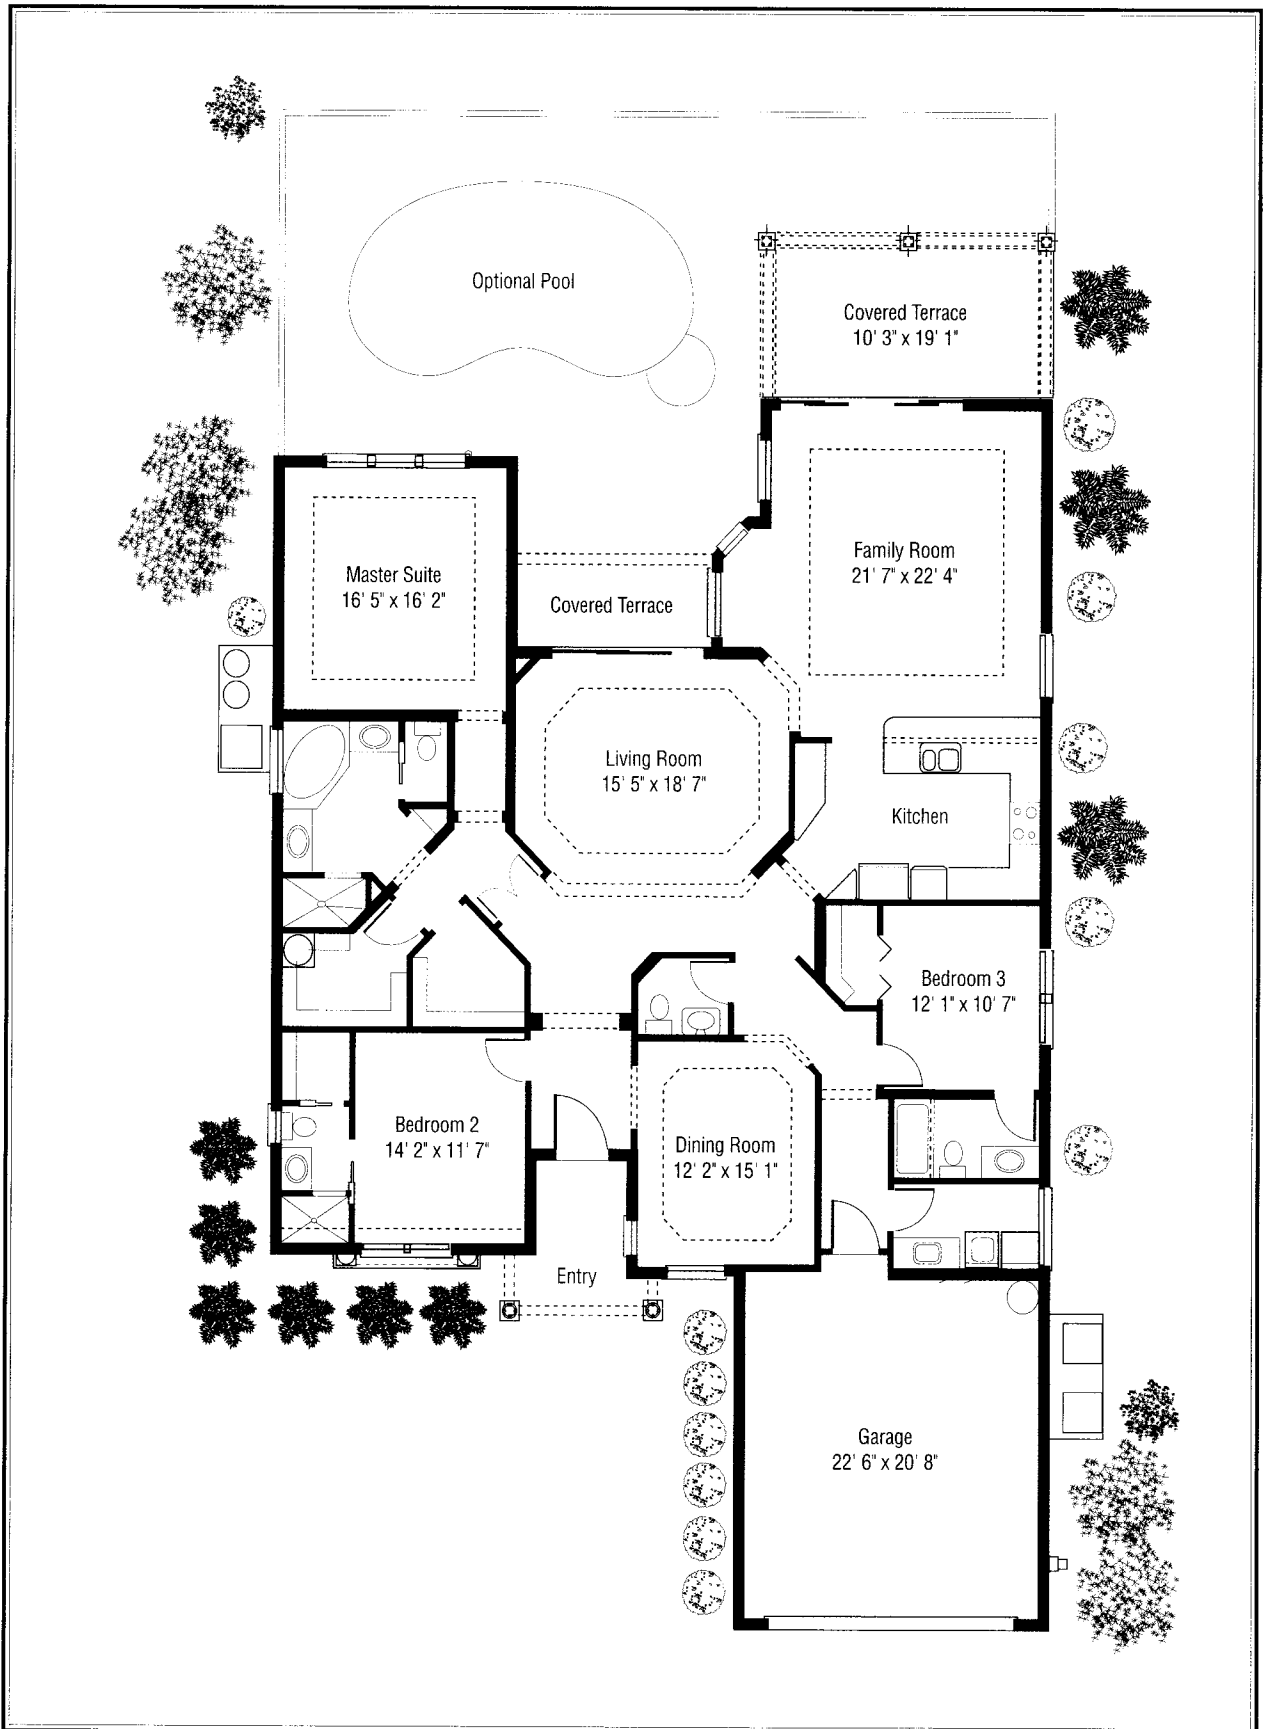 Optional Pool
Covered Terrace
10' 3" x 19' 1"
Family Room
21' 7" x 22' 4"
Master Suite
16' 5" x 16' 2"
Covered Terrace
Living Room
15' 5" x 18' 7"
Kitchen
Bedroom 3
12' 1" x 10' 7"
Bedroom 2
14' 2" x 11' 7"
Dining Room
12' 2" x 15' 1"
Entry
Garage
22' 6" x 20' 8"